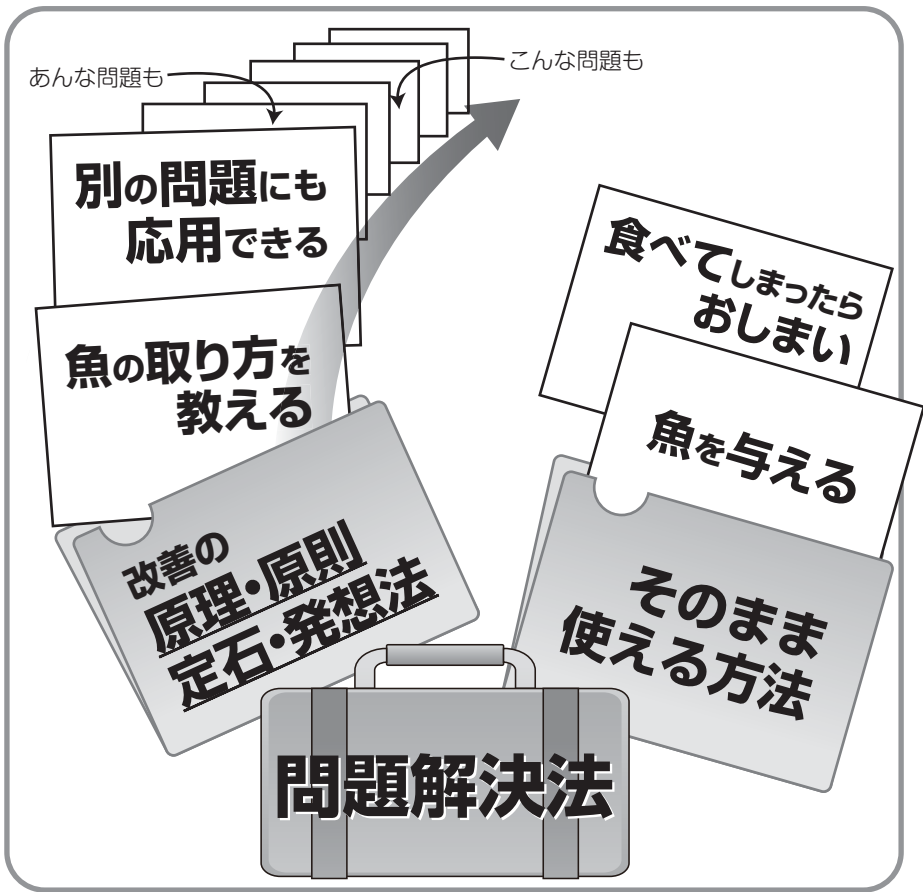 あんな問題も
こんな問題も
別の問題にも
応用できる
魚の取り方を
教える
改善の
原理・原則
定石・発想法
食べてしまったら
おしまい
魚を与える
そのまま
使える方法
問題解決法